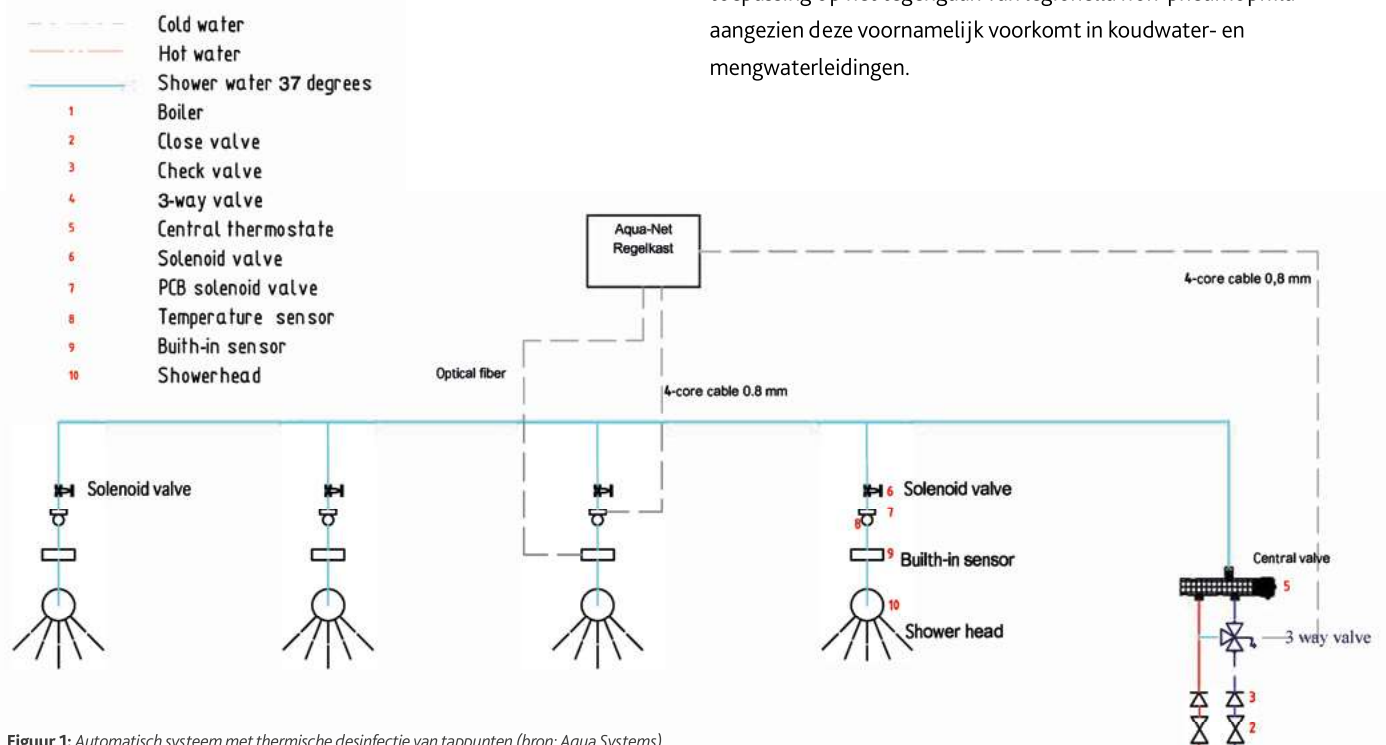 Cold water
Hot water
Shower water 37 degrees
1 Boiler
2 Close valve
3 Check valve
4 3-way valve
5 Central thermostate
6 Solenoid valve
7 PCB solenoid valve
8 Temperature sensor
9 Buith-in sensor
10 Showerhead
aangezien deze voornamelijk voorkomt in koudwater- en
mengwaterleidingen.
Aqua-Net
Regelkast
4-core cable 0,8 mm
Optical fiber
4-core cable 0.8 mm
Solenoid valve
6 Solenoid valve
7
8
9 Builth-in sensor
10
Shower head
Central valve
5
3 way valve
3
2
Figuur 1: Automatisch systeem met thermische desinfectie van tappunten (bron: Aqua Systems)